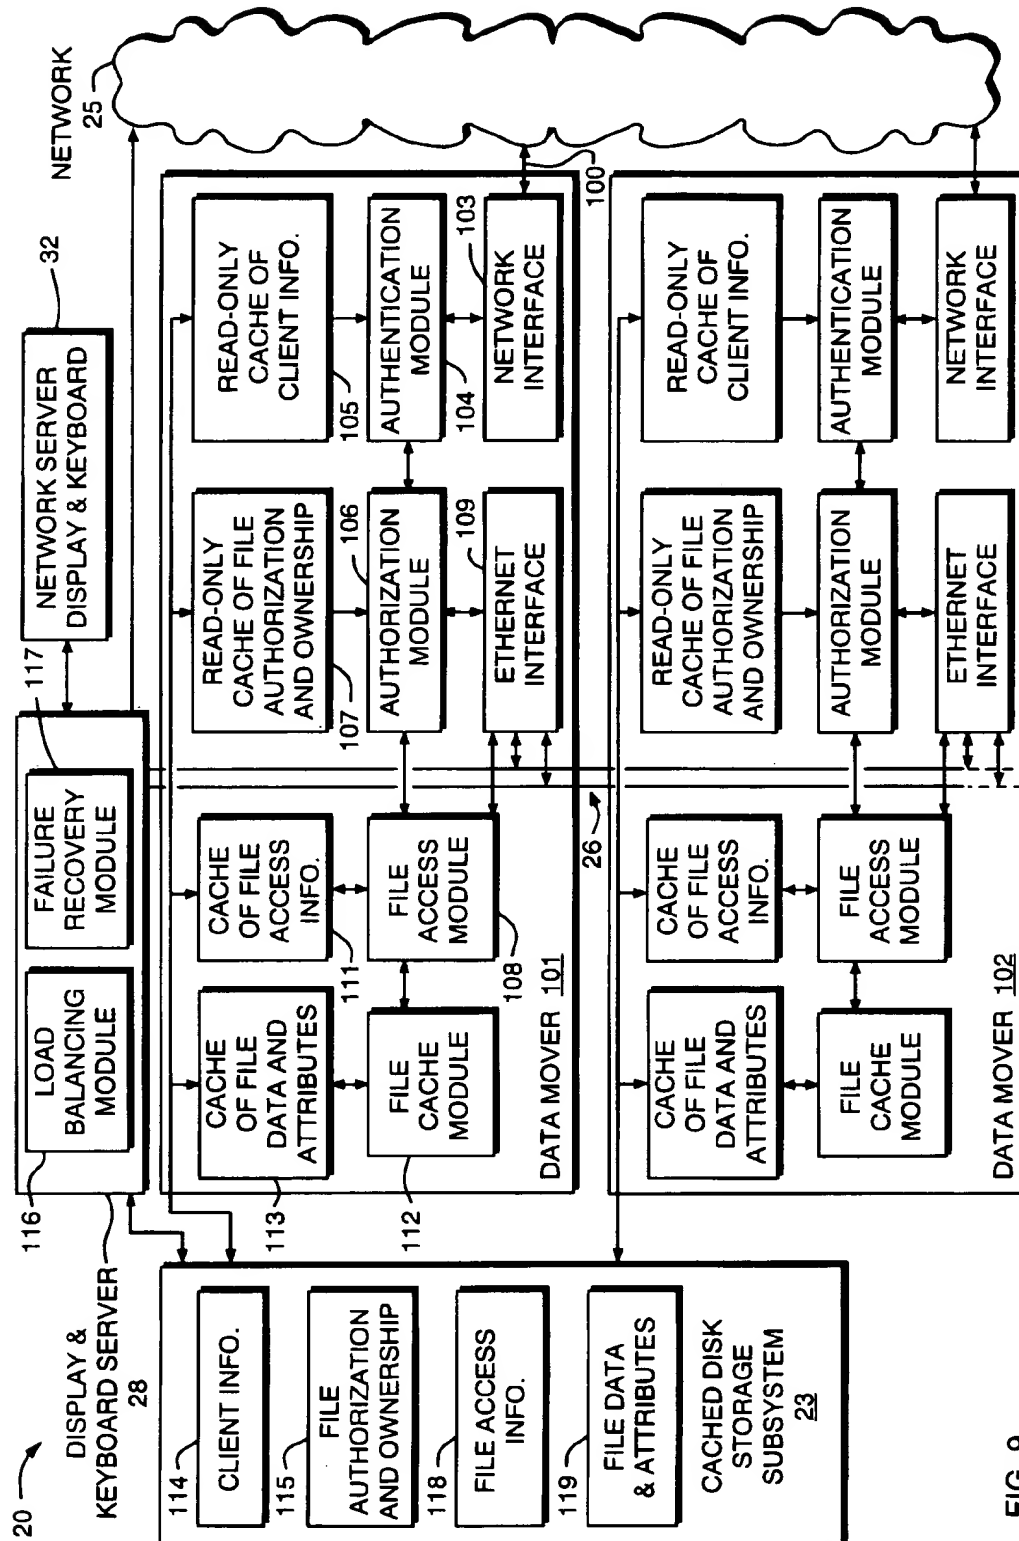 20
DISPLAY &
KEYBOARD SERVER
28
116
LOAD
BALANCING
MODULE
FAILURE
RECOVERY
MODULE
117
NETWORK SERVER
DISPLAY & KEYBOARD
32
NETWORK
25
114
CLIENT INFO.
115
FILE
AUTHORIZATION
AND OWNERSHIP
118
FILE ACCESS
INFO.
119
FILE DATA
& ATTRIBUTES
CACHED DISK
STORAGE
SUBSYSTEM
23
CACHE
OF FILE
DATA AND
ATTRIBUTES
113
CACHE
OF FILE
ACCESS
INFO.
111
READ-ONLY
CACHE OF FILE
AUTHORIZATION
AND OWNERSHIP
107
READ-ONLY
CACHE OF
CLIENT INFO.
105
FILE
CACHE
MODULE
112
FILE
ACCESS
MODULE
108
AUTHORIZATION
MODULE
106
AUTHENTICATION
MODULE
104
ETHERNET
INTERFACE
109
NETWORK
INTERFACE
103
DATA MOVER 101
26
100
CACHE
OF FILE
DATA AND
ATTRIBUTES
CACHE
OF FILE
ACCESS
INFO.
READ-ONLY
CACHE OF FILE
AUTHORIZATION
AND OWNERSHIP
READ-ONLY
CACHE OF
CLIENT INFO.
FILE
CACHE
MODULE
FILE
ACCESS
MODULE
AUTHORIZATION
MODULE
AUTHENTICATION
MODULE
ETHERNET
INTERFACE
NETWORK
INTERFACE
DATA MOVER 102
FIG. 9